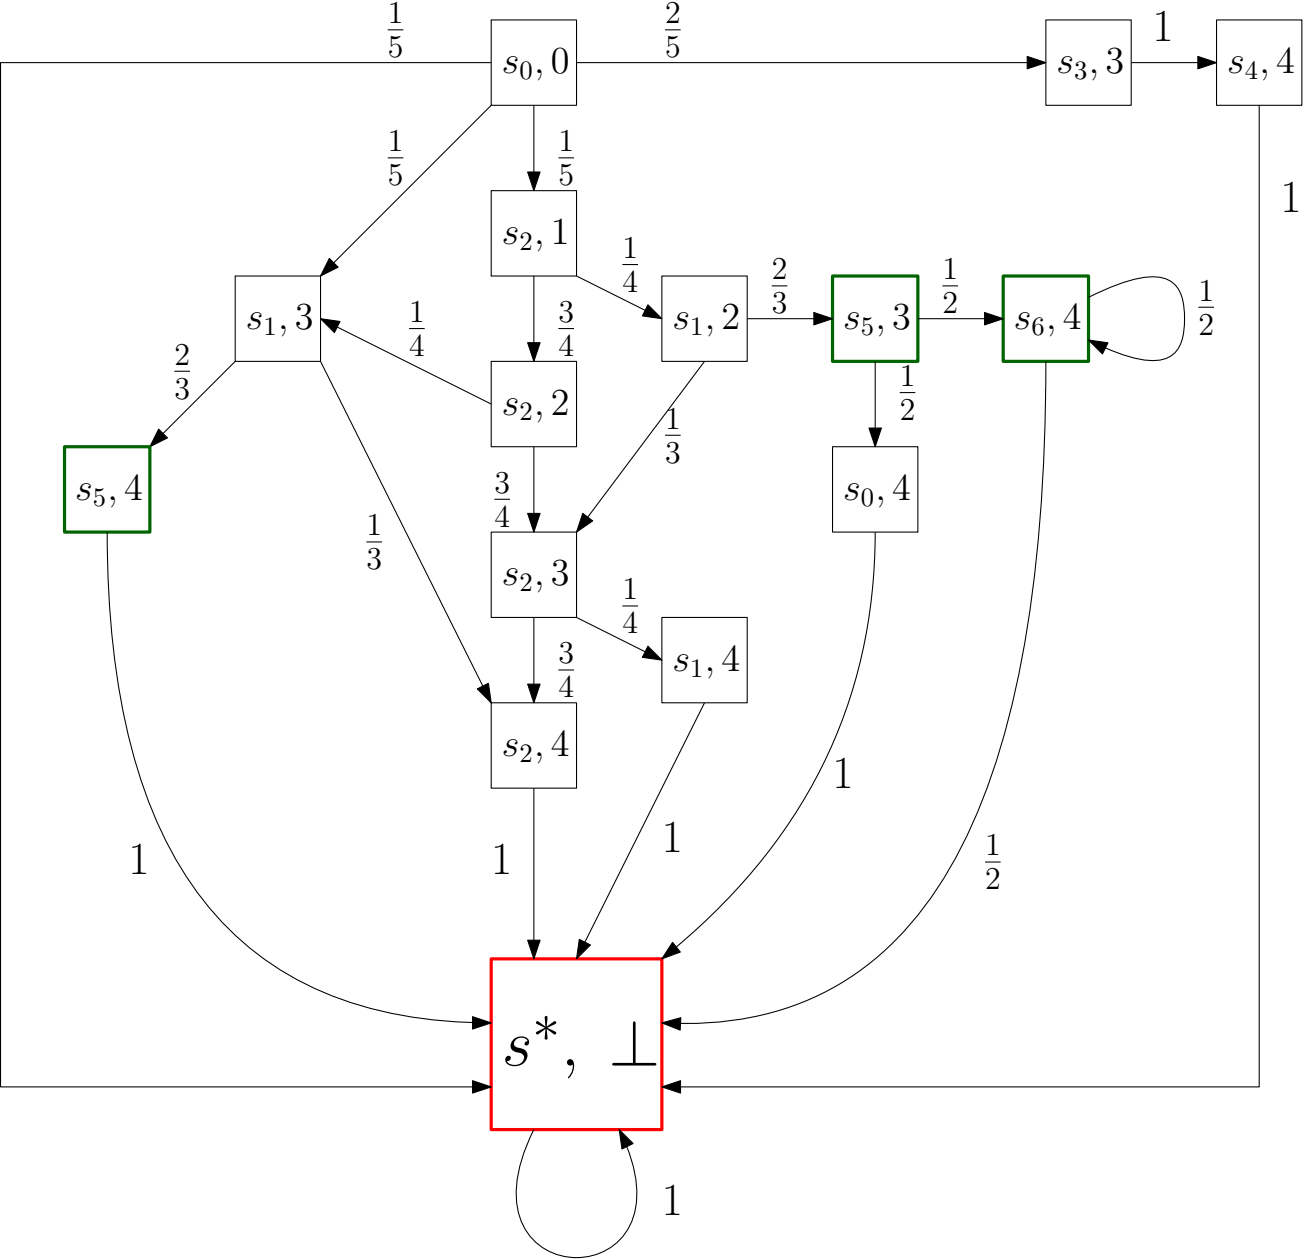 1/5
2/5
1
s₀, 0
s₃, 3
s₄, 4
1/5
1/5
1
s₂, 1
1/4
2/3
1/2
1/2
s₁, 3
1/4
3/4
s₁, 2
s₅, 3
s₆, 4
2/3
1/2
s₂, 2
1/3
s₅, 4
3/4
s₀, 4
1/3
s₂, 3
1/4
3/4
s₁, 4
s₂, 4
1
1
1
1
1/2
s*, ⊥
1